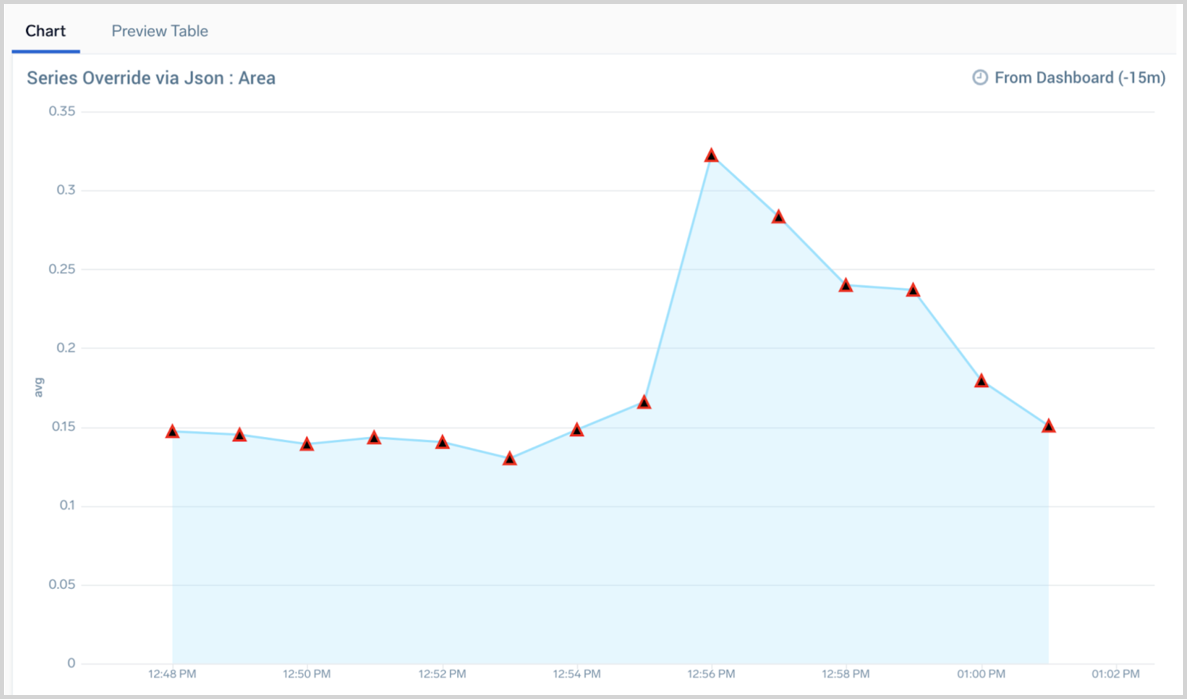 Chart Preview Table
Series Override via Json : Area From Dashboard (-15m)
0.35
0.3
0.25
0.2
avg
0.15
0.1
0.05
0
12:48 PM 12:50 PM 12:52 PM 12:54 PM 12:56 PM 12:58 PM 01:00 PM 01:02 PM